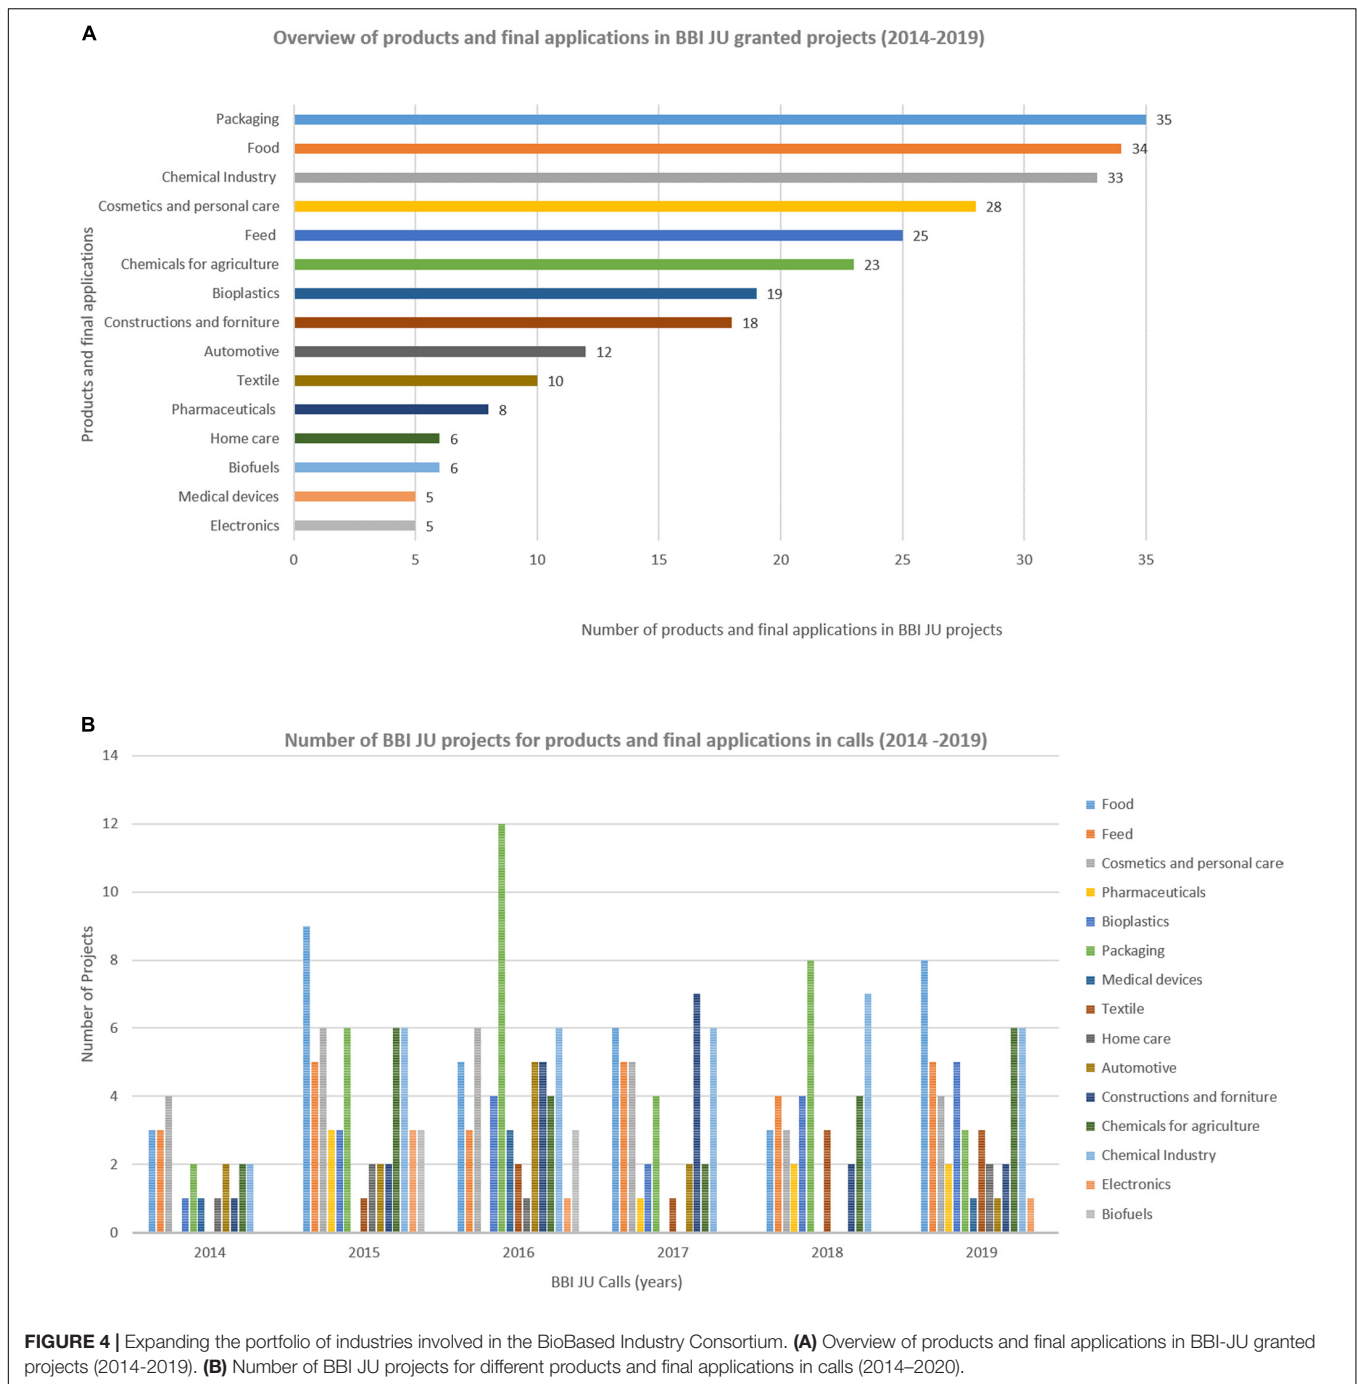 A
Overview of products and final applications in BBI JU granted projects (2014-2019)
Products and final applications
Packaging 35
Food 34
Chemical Industry 33
Cosmetics and personal care 28
Feed 25
Chemicals for agriculture 23
Bioplastics 19
Constructions and forniture 18
Automotive 12
Textile 10
Pharmaceuticals 8
Home care 6
Biofuels 6
Medical devices 5
Electronics 5
0 5 10 15 20 25 30 35
Number of products and final applications in BBI JU projects
B
Number of BBI JU projects for products and final applications in calls (2014 -2019)
Number of Projects
14
12
10
8
6
4
2
0
2014 2015 2016 2017 2018 2019
BBI JU Calls (years)
Food
Feed
Cosmetics and personal care
Pharmaceuticals
Bioplastics
Packaging
Medical devices
Textile
Home care
Automotive
Constructions and forniture
Chemicals for agriculture
Chemical Industry
Electronics
Biofuels
FIGURE 4 | Expanding the portfolio of industries involved in the BioBased Industry Consortium. (A) Overview of products and final applications in BBI-JU granted
projects (2014-2019). (B) Number of BBI JU projects for different products and final applications in calls (2014–2020).